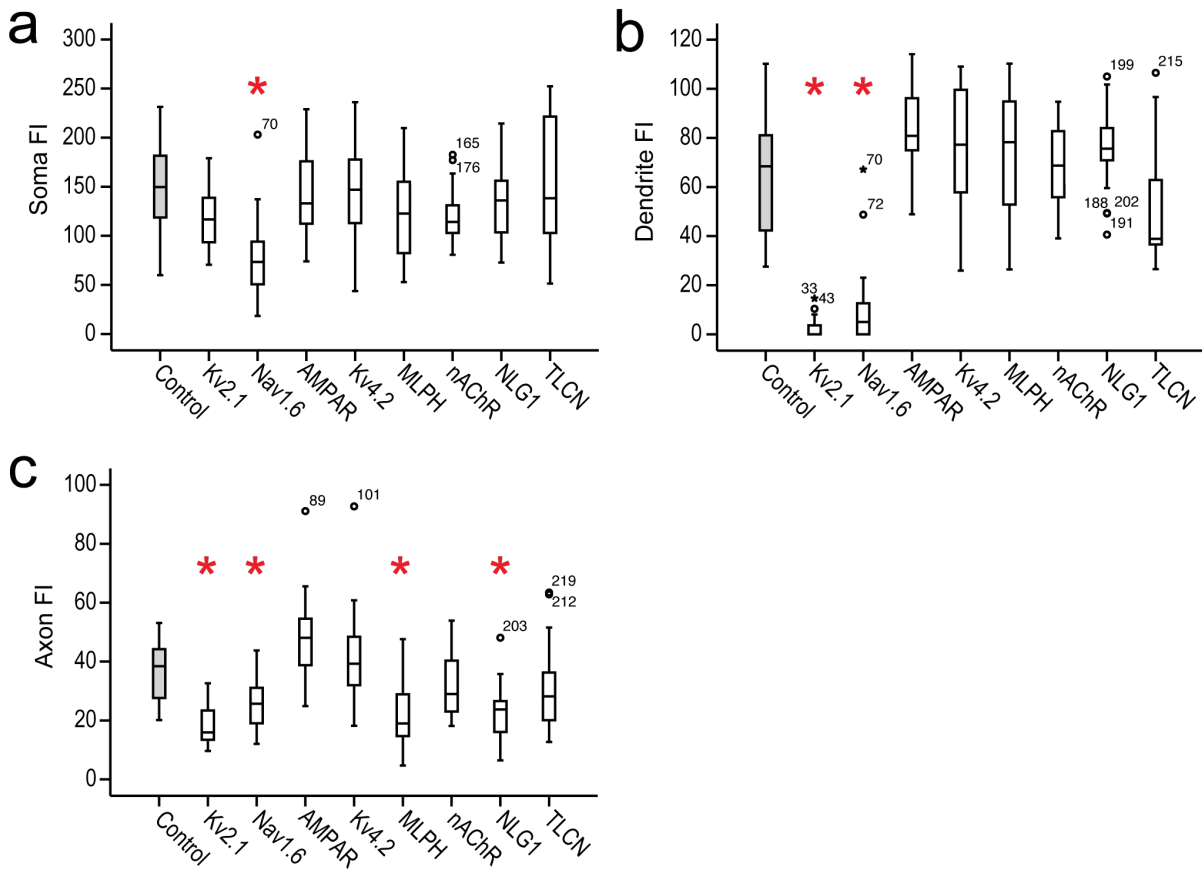 a
Soma FI
300
250
200
150
100
50
0
*
70
165
176
Control
Kv2.1
Nav1.6
AMPAR
Kv4.2
MLPH
nAChR
NLG1
TLCN
b
Dendrite FI
120
100
80
60
40
20
0
* *
33 43
70
72
199
188 202
191
215
Control
Kv2.1
Nav1.6
AMPAR
Kv4.2
MLPH
nAChR
NLG1
TLCN
c
Axon FI
100
80
60
40
20
0
* * * *
89
101
203
219
212
Control
Kv2.1
Nav1.6
AMPAR
Kv4.2
MLPH
nAChR
NLG1
TLCN